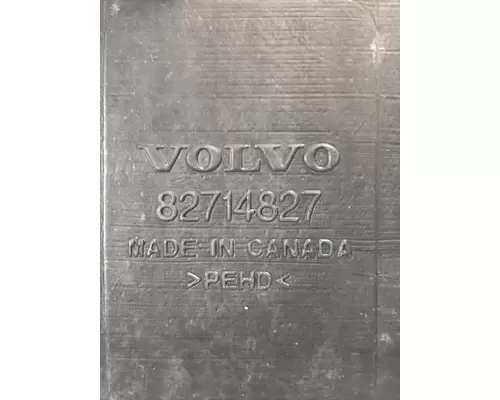 VOLVO
82714827
MADE IN CANADA
>PEHD<